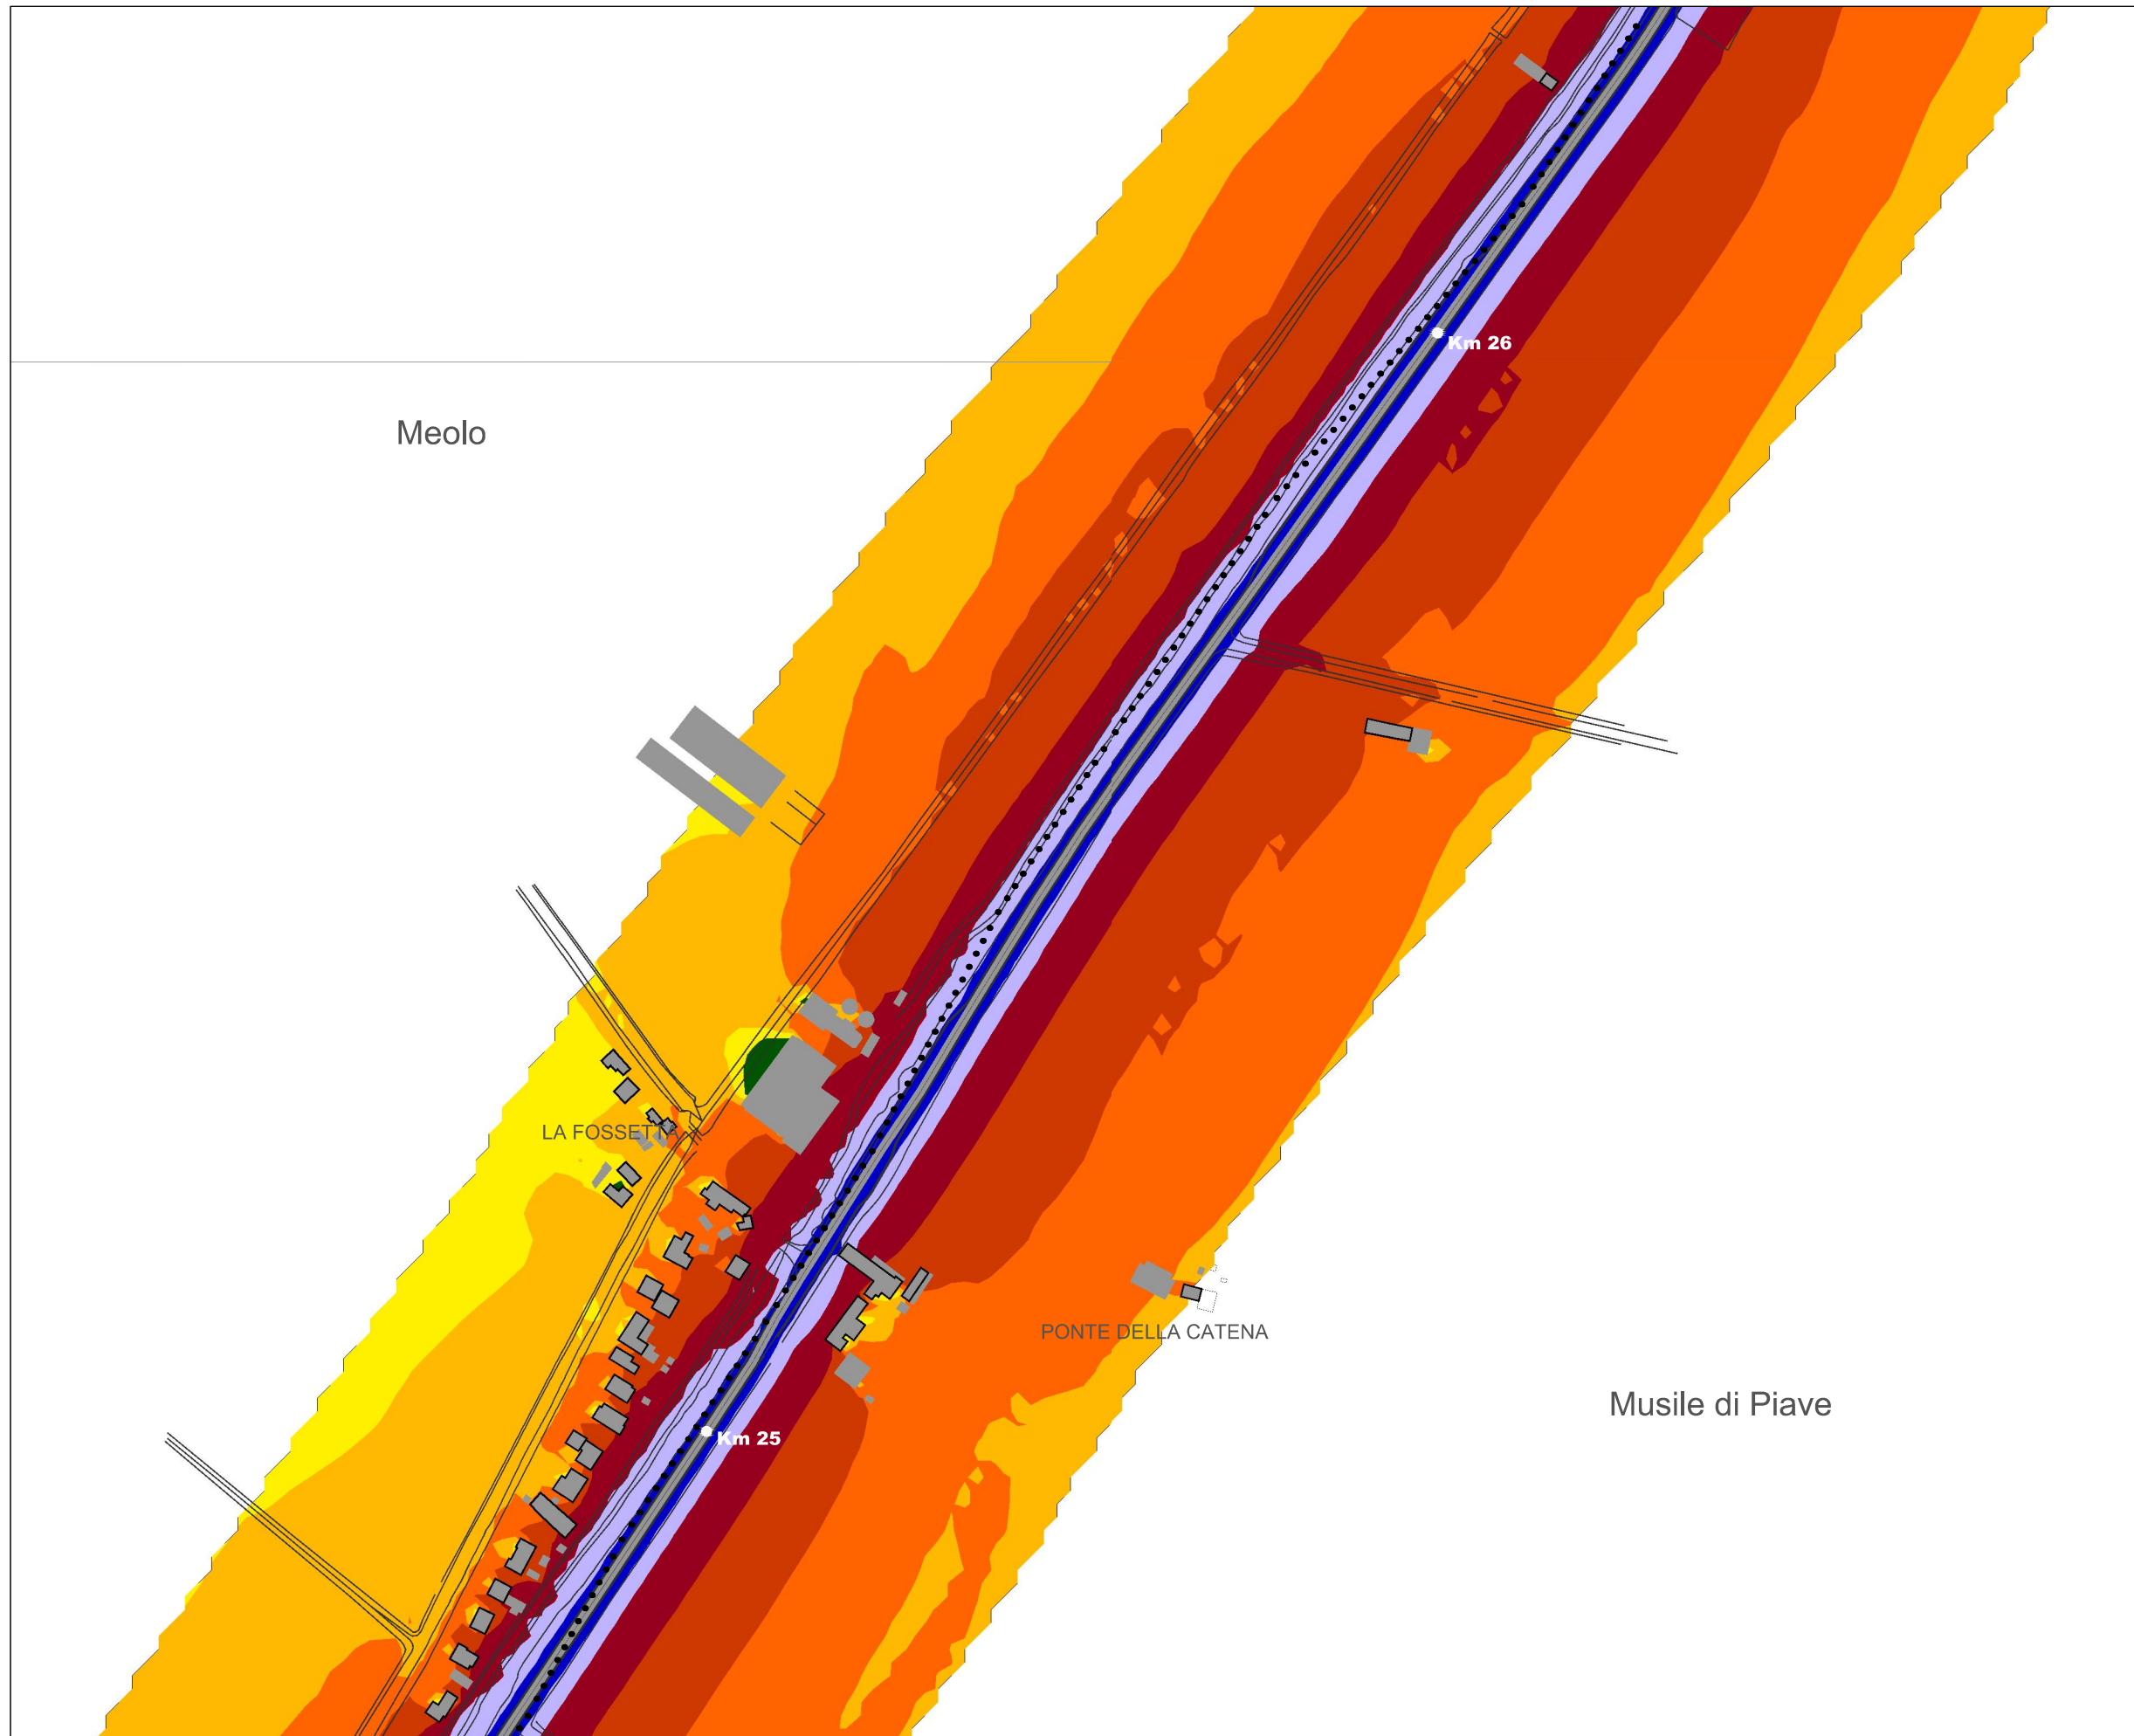 Km 26
Meolo
LA FOSSETTA
PONTE DELLA CATENA
Musile di Piave
Km 25